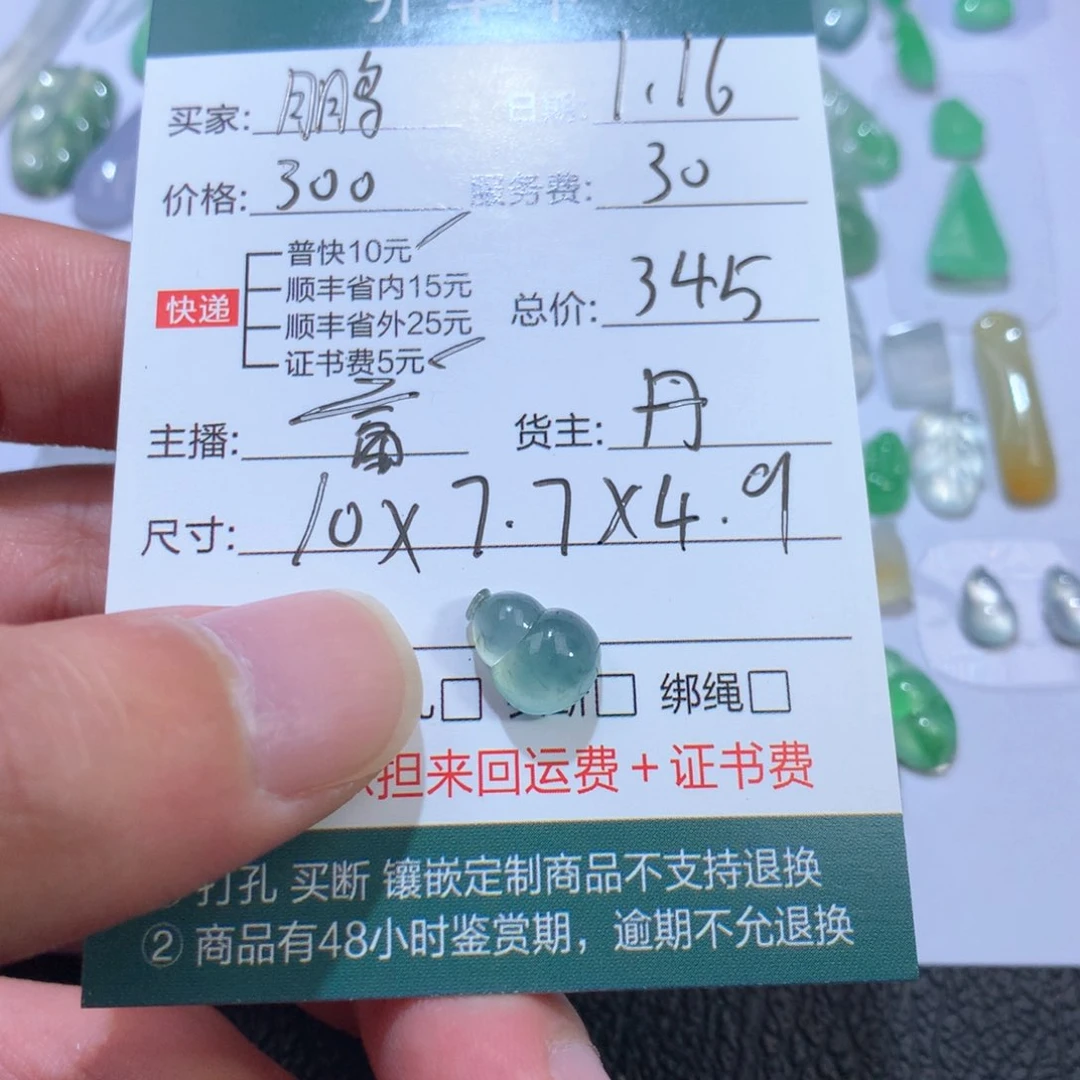 买家: 鹏 日期: 1.16
价格: 300 服务费: 30
普快10元
顺丰省内15元
快递
顺丰省外25元
证书费5元
总价: 345
主播: 货主: 丹
尺寸: 10X7.7X4.9
绑绳
担来回运费+证书费
打孔 买断 镶嵌定制商品不支持退换
② 商品有48小时鉴赏期，逾期不允退换